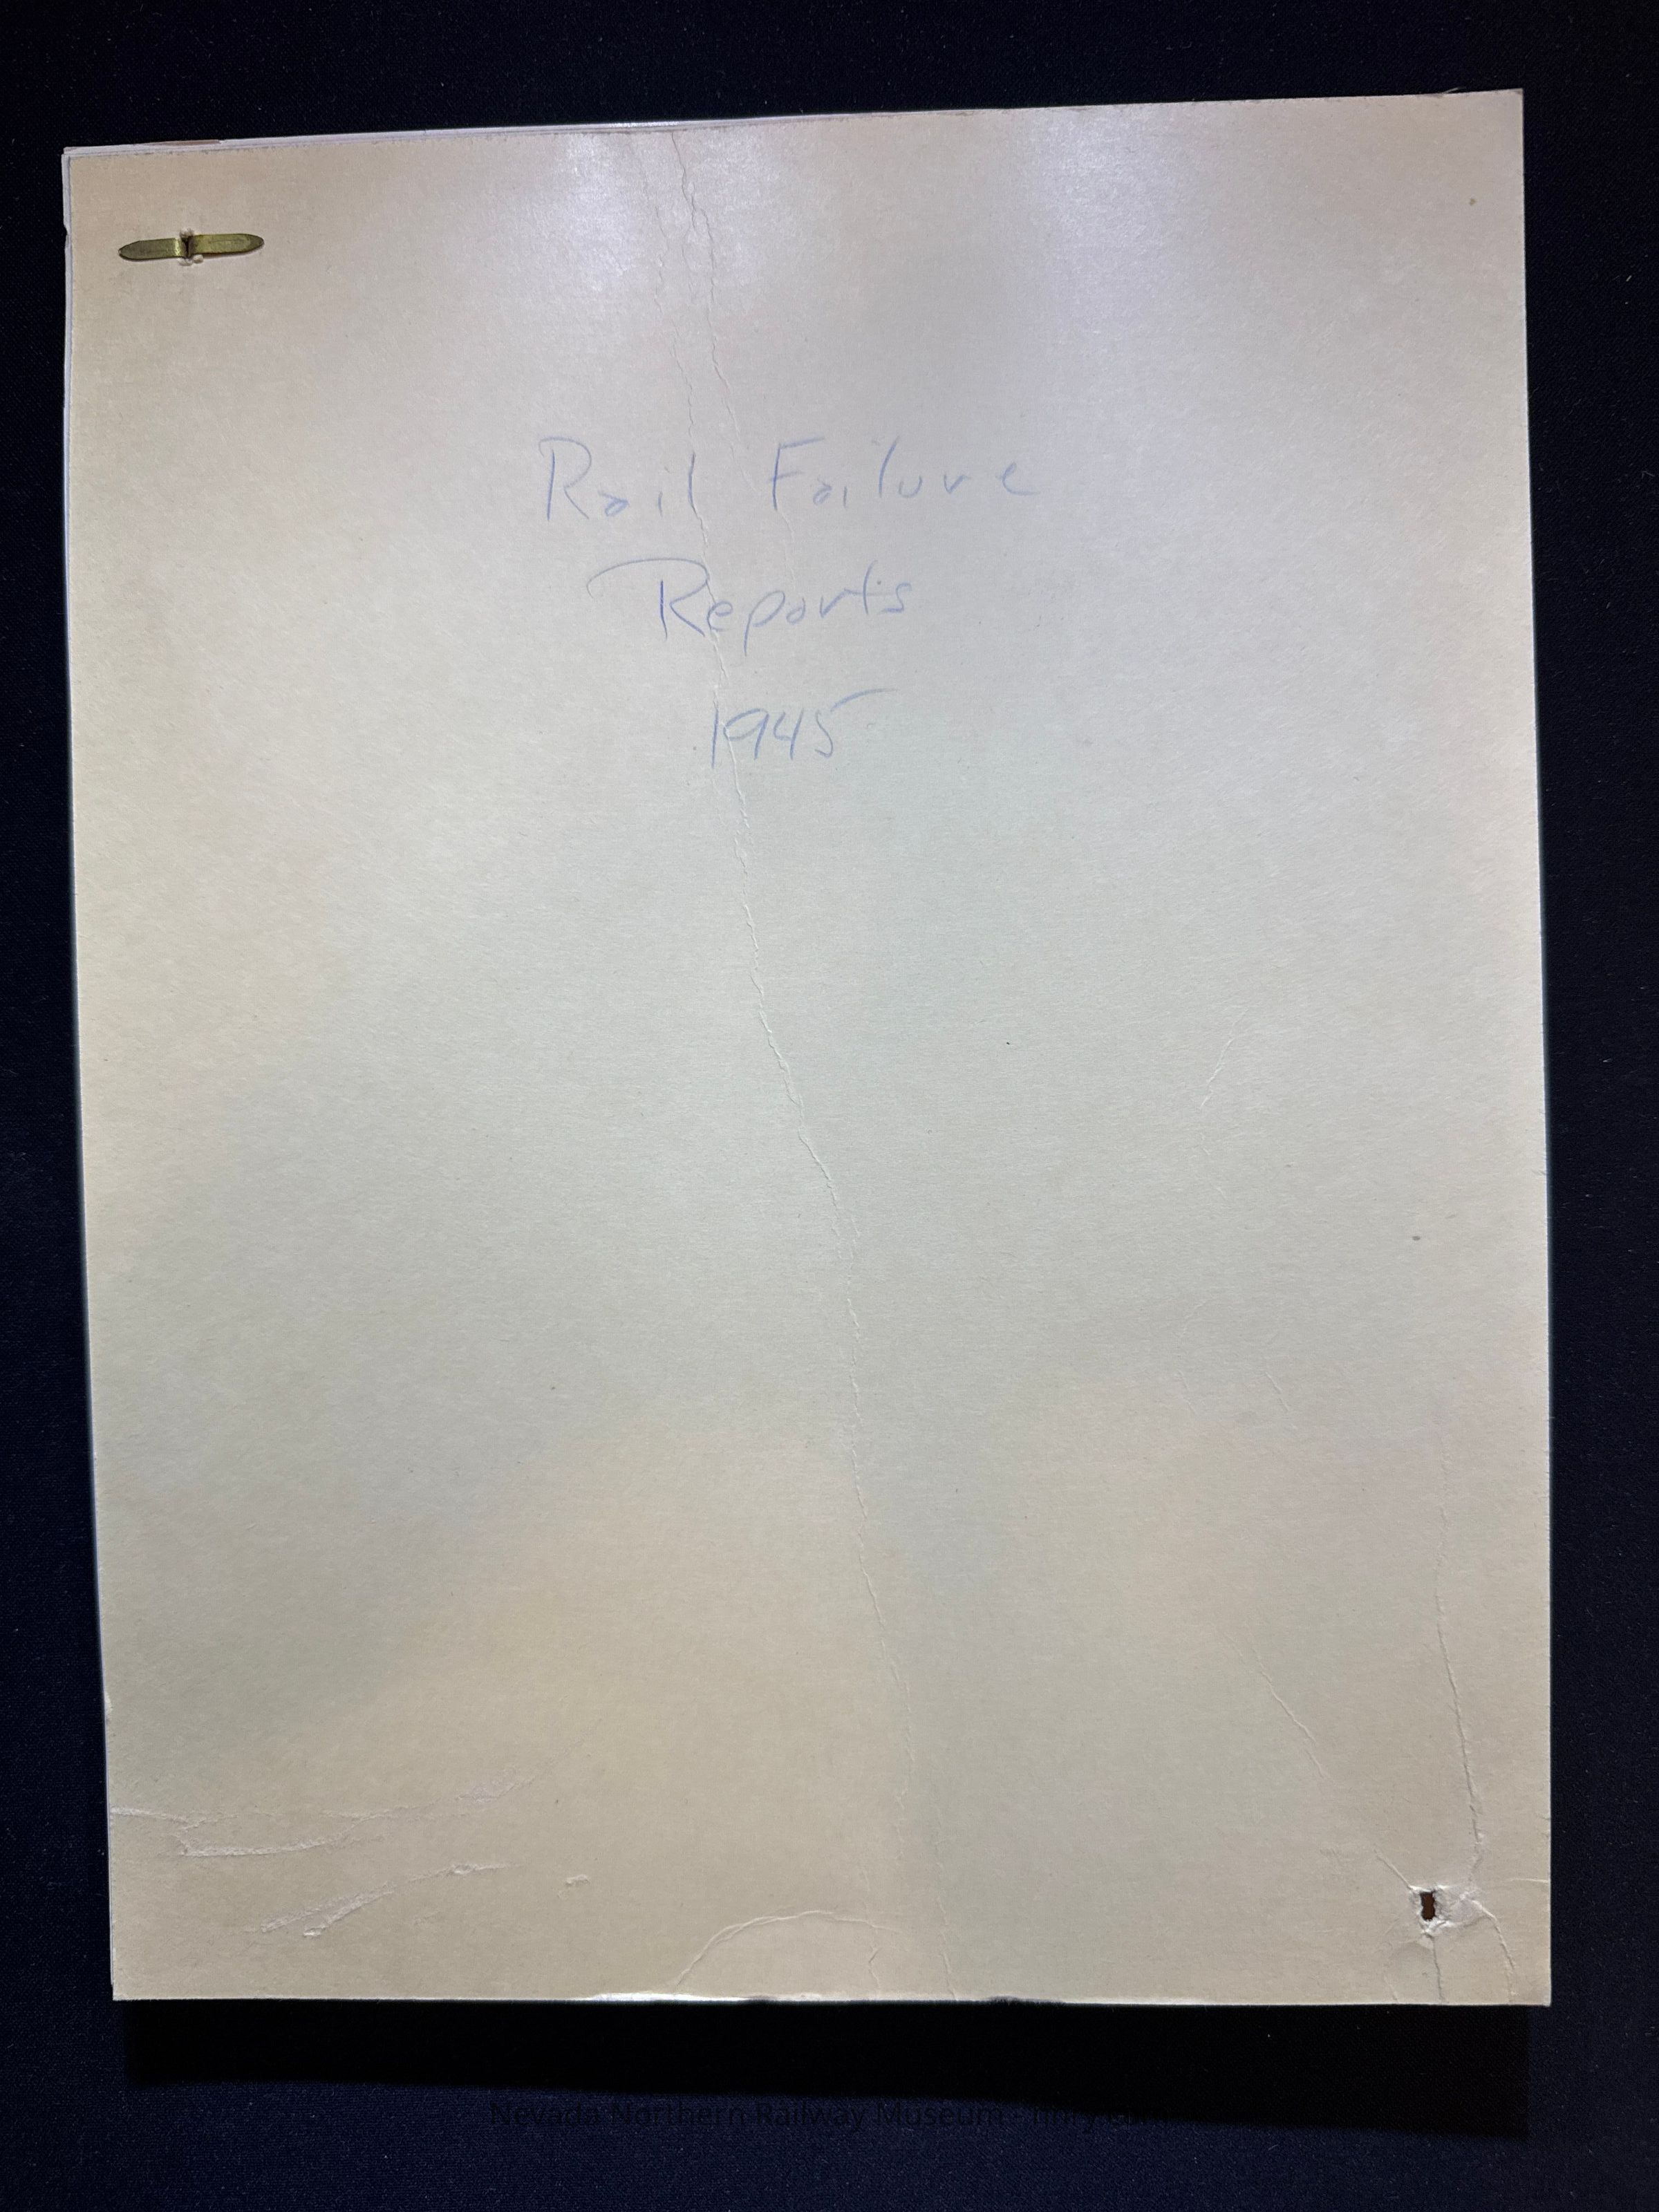 Rail Failure
Reports
1945
Nevada Northern Railway Museum -